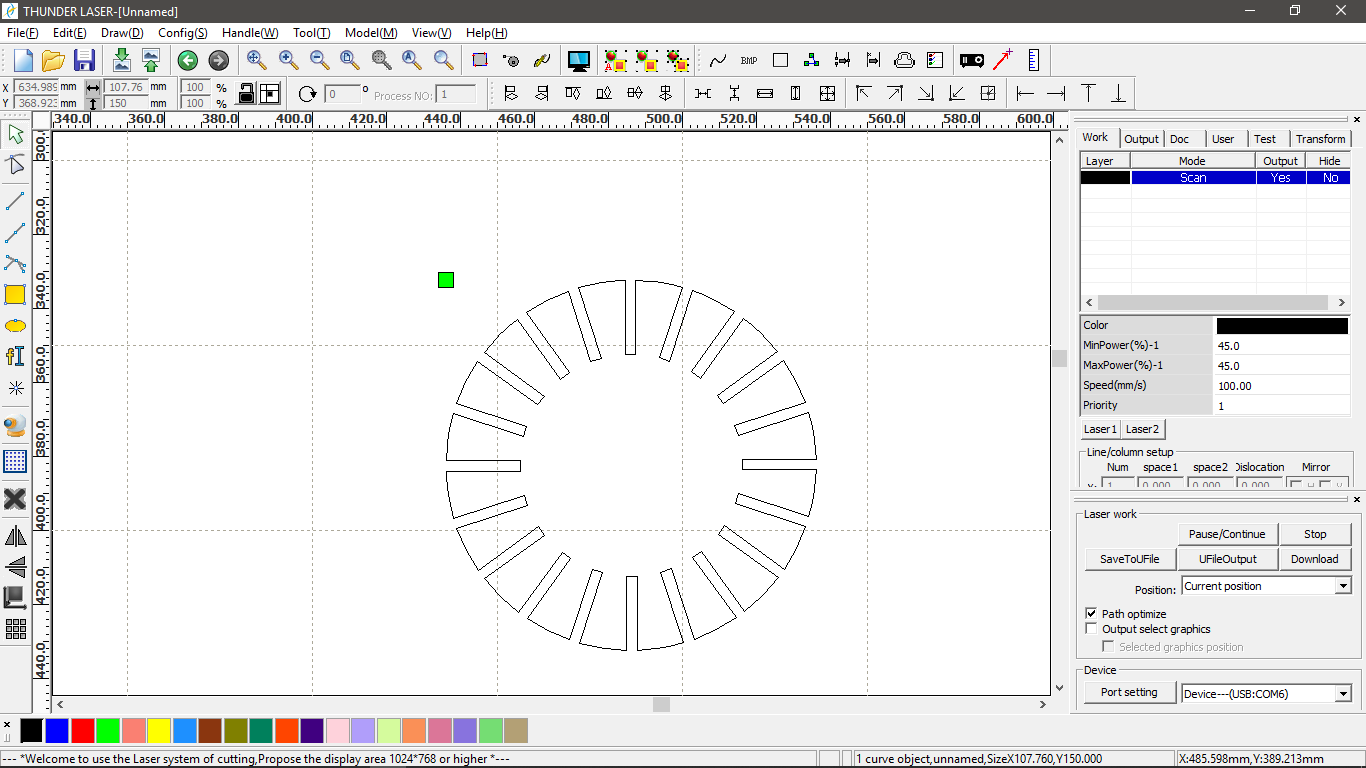 THUNDER LASER-[Unnamed]
File(F) Edit(E) Draw(D) Config(S) Handle(W) Tool(T) Model(M) View(V) Help(H)
BMP
X 634.989 mm 107.76 mm 100 %
Y 368.923 mm 150 mm 100 %
0 ° Process NO: 1
340.0 360.0 380.0 400.0 420.0 440.0 460.0 480.0 500.0 520.0 540.0 560.0 580.0 600.0
300.
320.0
340.0
360.0
380.0
400.0
420.0
440.0
Work Output Doc User Test Transform
Layer Mode Output Hide
Scan Yes No
Color
MinPower(%)-1 45.0
MaxPower(%)-1 45.0
Speed(mm/s) 100.00
Priority 1
Laser1 Laser2
Line/column setup
Num space1 space2 Dislocation Mirror
X: 1 0.000 0.000 0.000 H V
Laser work
Pause/Continue Stop
SaveToUFile UFileOutput Download
Position: Current position
Path optimize
Output select graphics
Selected graphics position
Device
Port setting Device---(USB:COM6)
--- *Welcome to use the Laser system of cutting,Propose the display area 1024*768 or higher *---
1 curve object,unnamed,SizeX107.760,Y150.000
X:485.598mm,Y:389.213mm